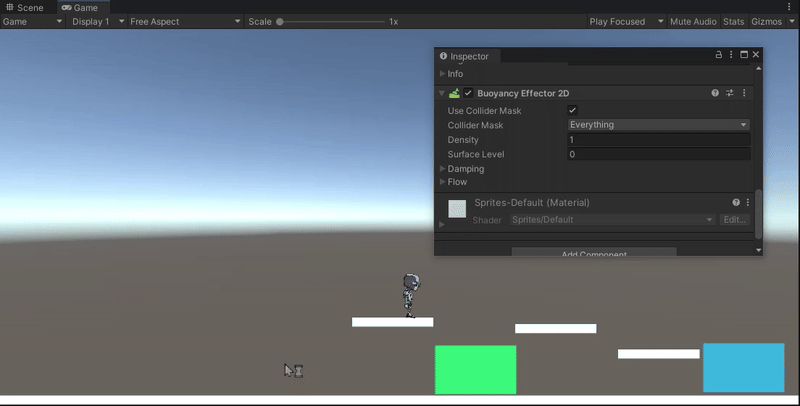 Scene Game
Game Display 1 Free Aspect Scale 1x Play Focused Mute Audio Stats Gizmos
Inspector
Info
Buoyancy Effector 2D
Use Collider Mask
Collider Mask Everything
Density 1
Surface Level 0
Damping
Flow
Sprites-Default (Material)
Shader Sprites/Default Edit...
Add Component